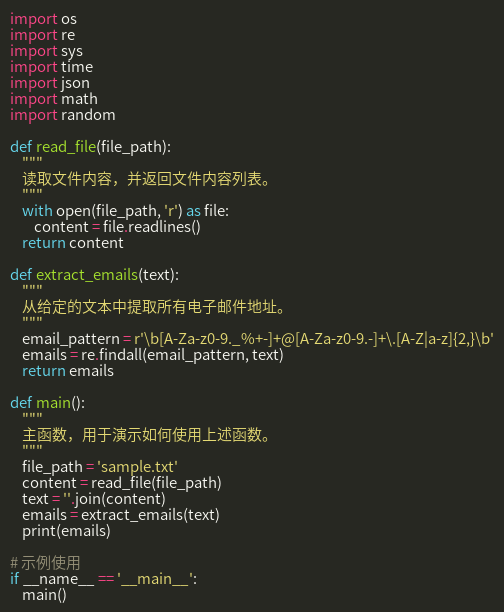 import os
import re
import sys
import time
import json
import math
import random

def read_file(file_path):
    """
    读取文件内容，并返回文件内容列表。
    """
    with open(file_path, 'r') as file:
        content = file.readlines()
    return content

def extract_emails(text):
    """
    从给定的文本中提取所有电子邮件地址。
    """
    email_pattern = r'\b[A-Za-z0-9._%+-]+@[A-Za-z0-9.-]+\.[A-Z|a-z]{2,}\b'
    emails = re.findall(email_pattern, text)
    return emails

def main():
    """
    主函数，用于演示如何使用上述函数。
    """
    file_path = 'sample.txt'
    content = read_file(file_path)
    text = ''.join(content)
    emails = extract_emails(text)
    print(emails)

# 示例使用
if __name__ == '__main__':
    main()